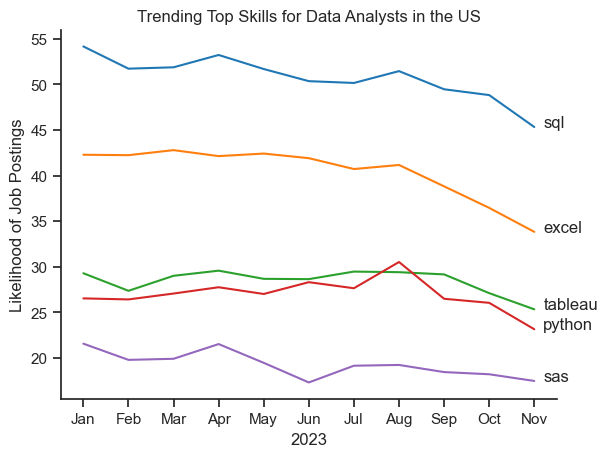 Trending Top Skills for Data Analysts in the US
Likelihood of Job Postings
55
50
45
40
35
30
25
20
sql
excel
tableau
python
sas
Jan Feb Mar Apr May Jun Jul Aug Sep Oct Nov
2023